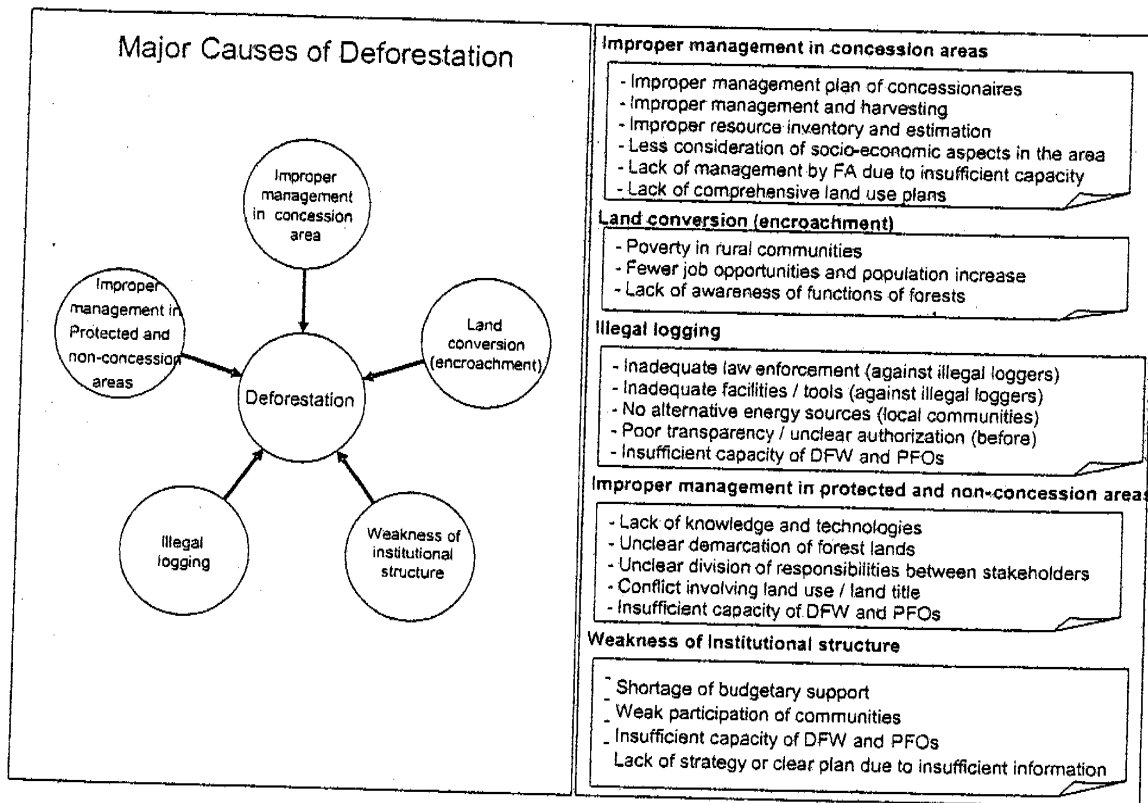 Major Causes of Deforestation
Improper
management
in concession
area
Improper
management in
Protected and
non-concession
areas
Land
conversion
(encroachment)
Deforestation
Illegal
logging
Weakness of
institutional
structure
Improper management in concession areas
- Improper management plan of concessionaires
- Improper management and harvesting
- Improper resource inventory and estimation
- Less consideration of socio-economic aspects in the area
- Lack of management by FA due to insufficient capacity
- Lack of comprehensive land use plans
Land conversion (encroachment)
- Poverty in rural communities
- Fewer job opportunities and population increase
- Lack of awareness of functions of forests
Illegal logging
- Inadequate law enforcement (against illegal loggers)
- Inadequate facilities / tools (against illegal loggers)
- No alternative energy sources (local communities)
- Poor transparency / unclear authorization (before)
- Insufficient capacity of DFW and PFOs
Improper management in protected and non-concession areas
- Lack of knowledge and technologies
- Unclear demarcation of forest lands
- Unclear division of responsibilities between stakeholders
- Conflict involving land use / land title
- Insufficient capacity of DFW and PFOs
Weakness of Institutional structure
- Shortage of budgetary support
- Weak participation of communities
- Insufficient capacity of DFW and PFOs
- Lack of strategy or clear plan due to insufficient information